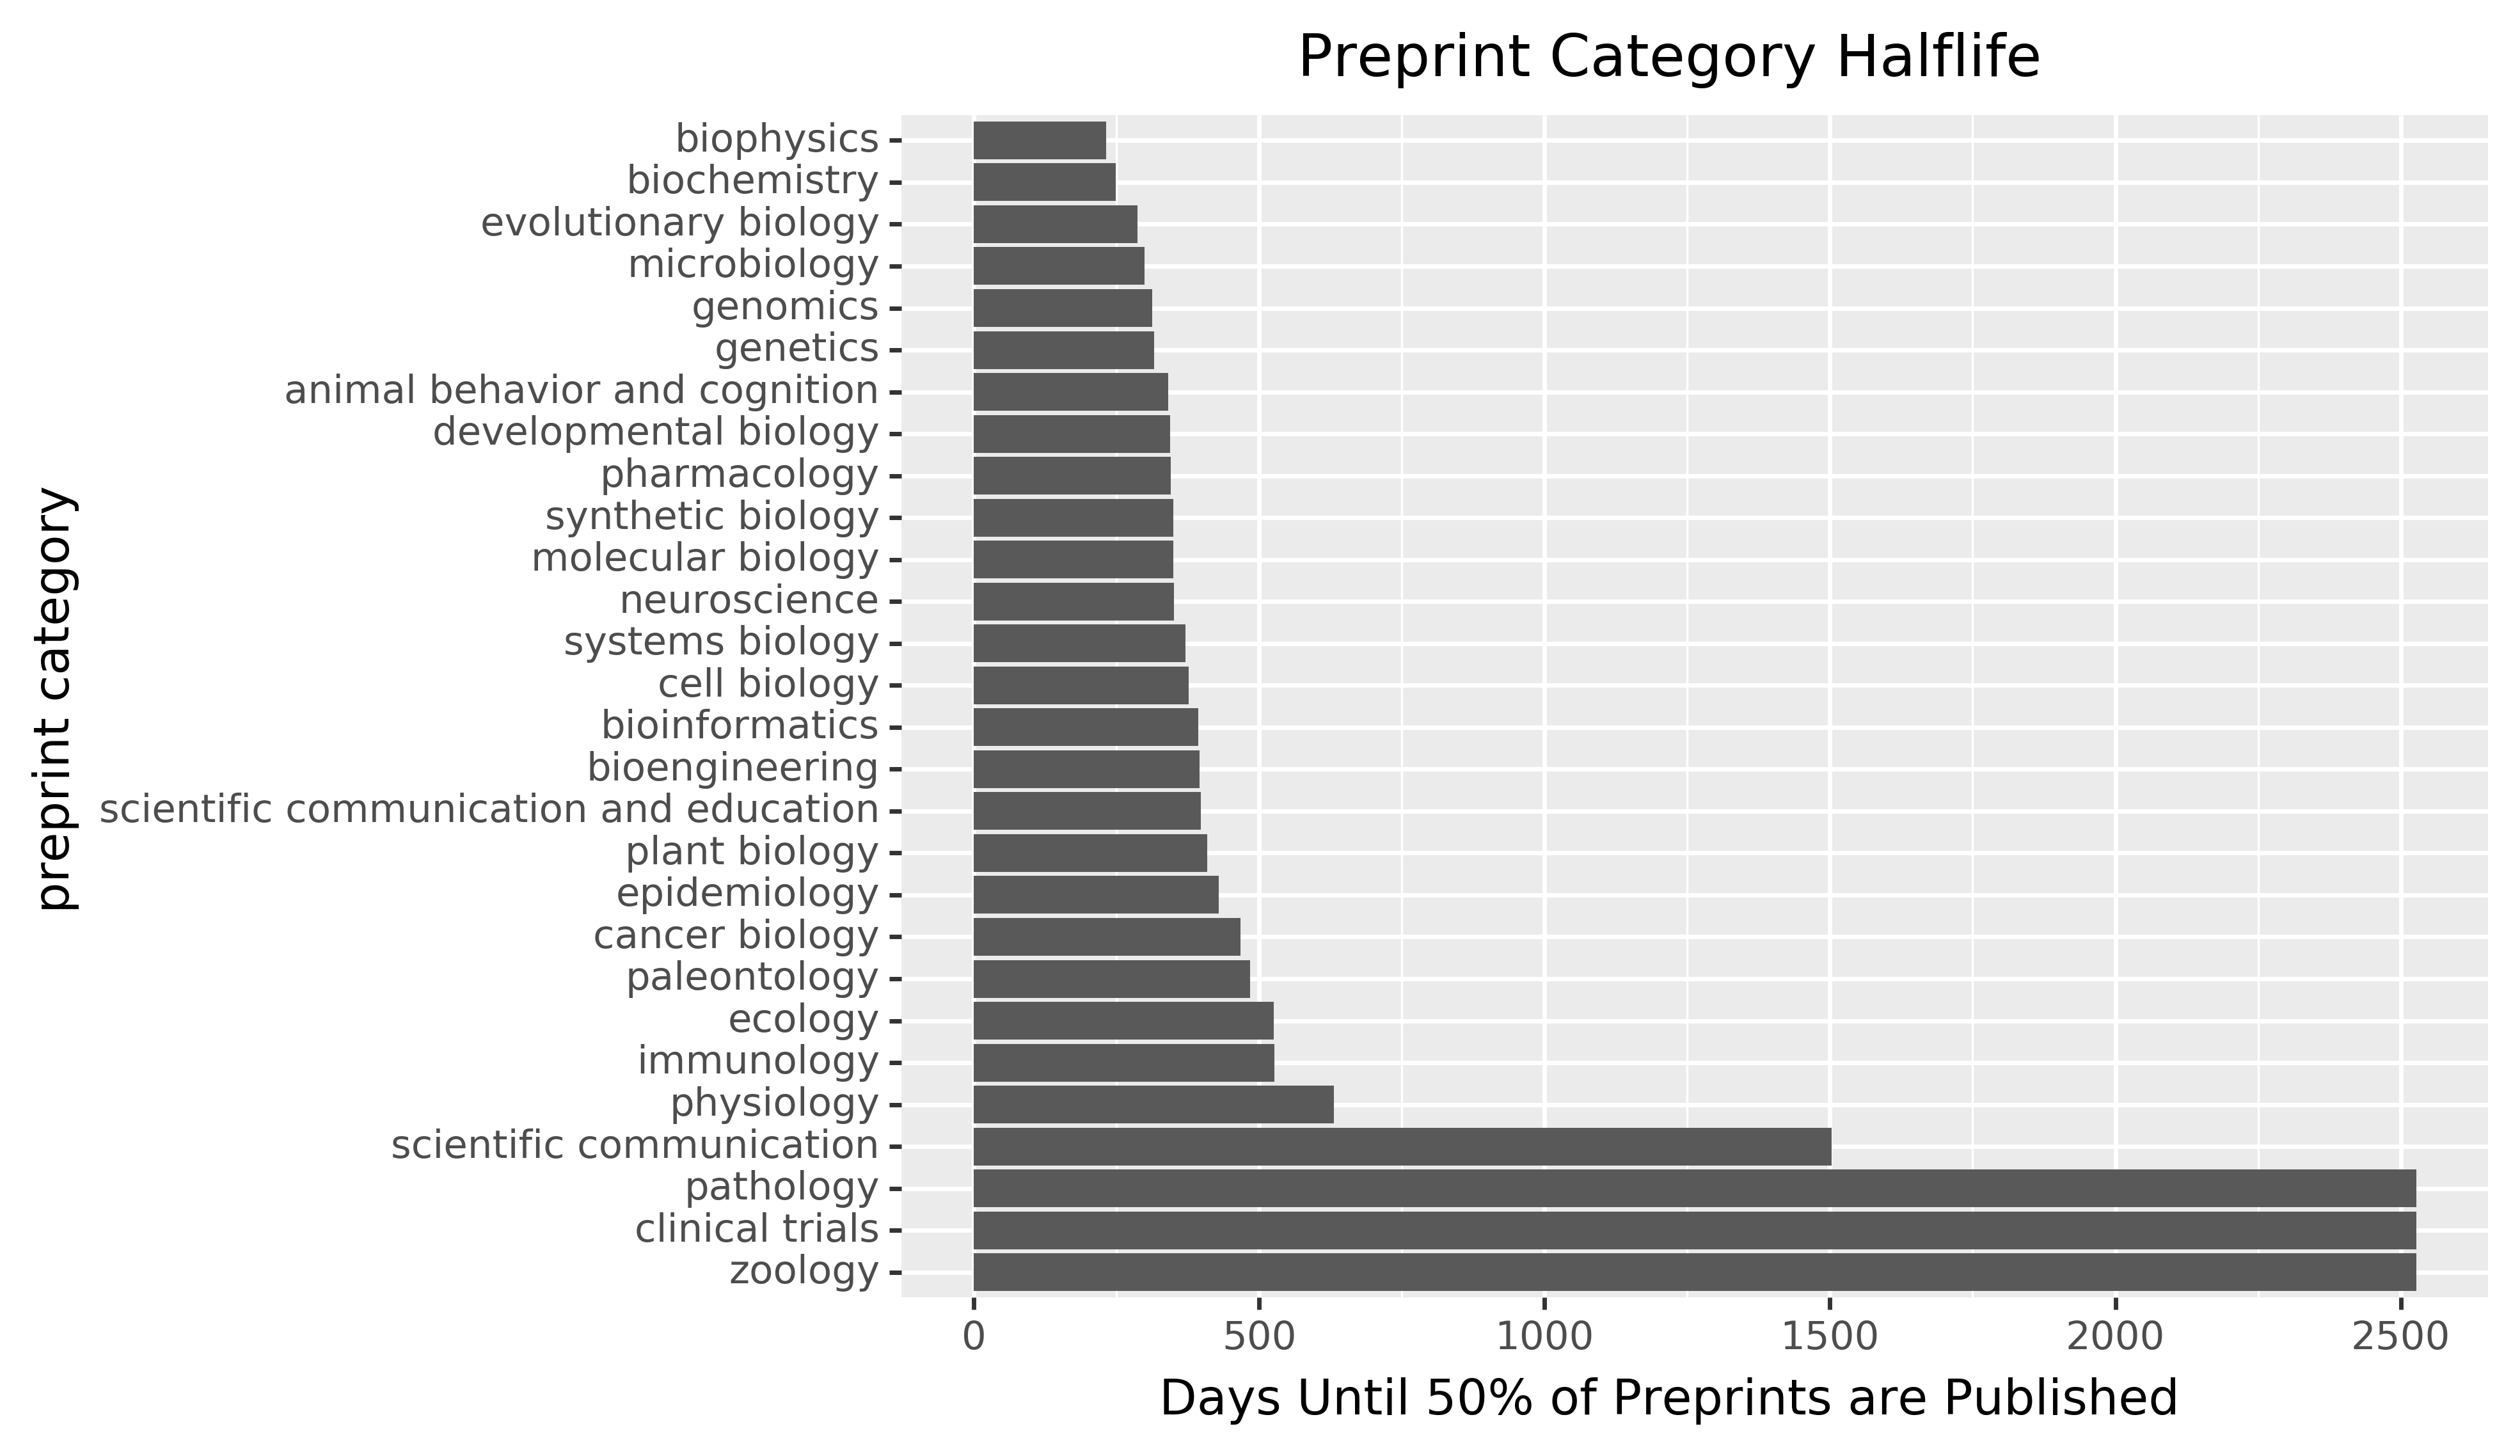 Preprint Category Halflife
preprint category
biophysics
biochemistry
evolutionary biology
microbiology
genomics
genetics
animal behavior and cognition
developmental biology
pharmacology
synthetic biology
molecular biology
neuroscience
systems biology
cell biology
bioinformatics
bioengineering
scientific communication and education
plant biology
epidemiology
cancer biology
paleontology
ecology
immunology
physiology
scientific communication
pathology
clinical trials
zoology
0 500 1000 1500 2000 2500
Days Until 50% of Preprints are Published